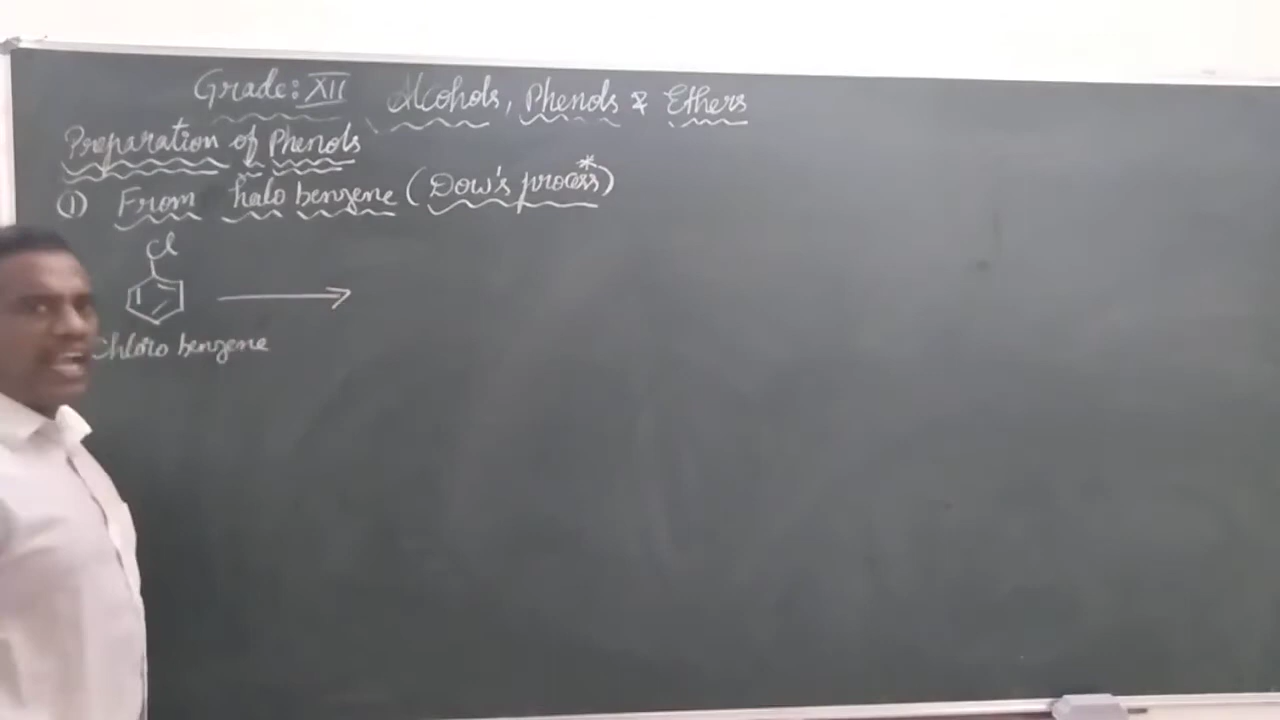 Grade: XII Alcohols, Phenols & Ethers
Preparation of Phenols
(1) From halo benzene (Dow's process)*
Cl
Chloro benzene